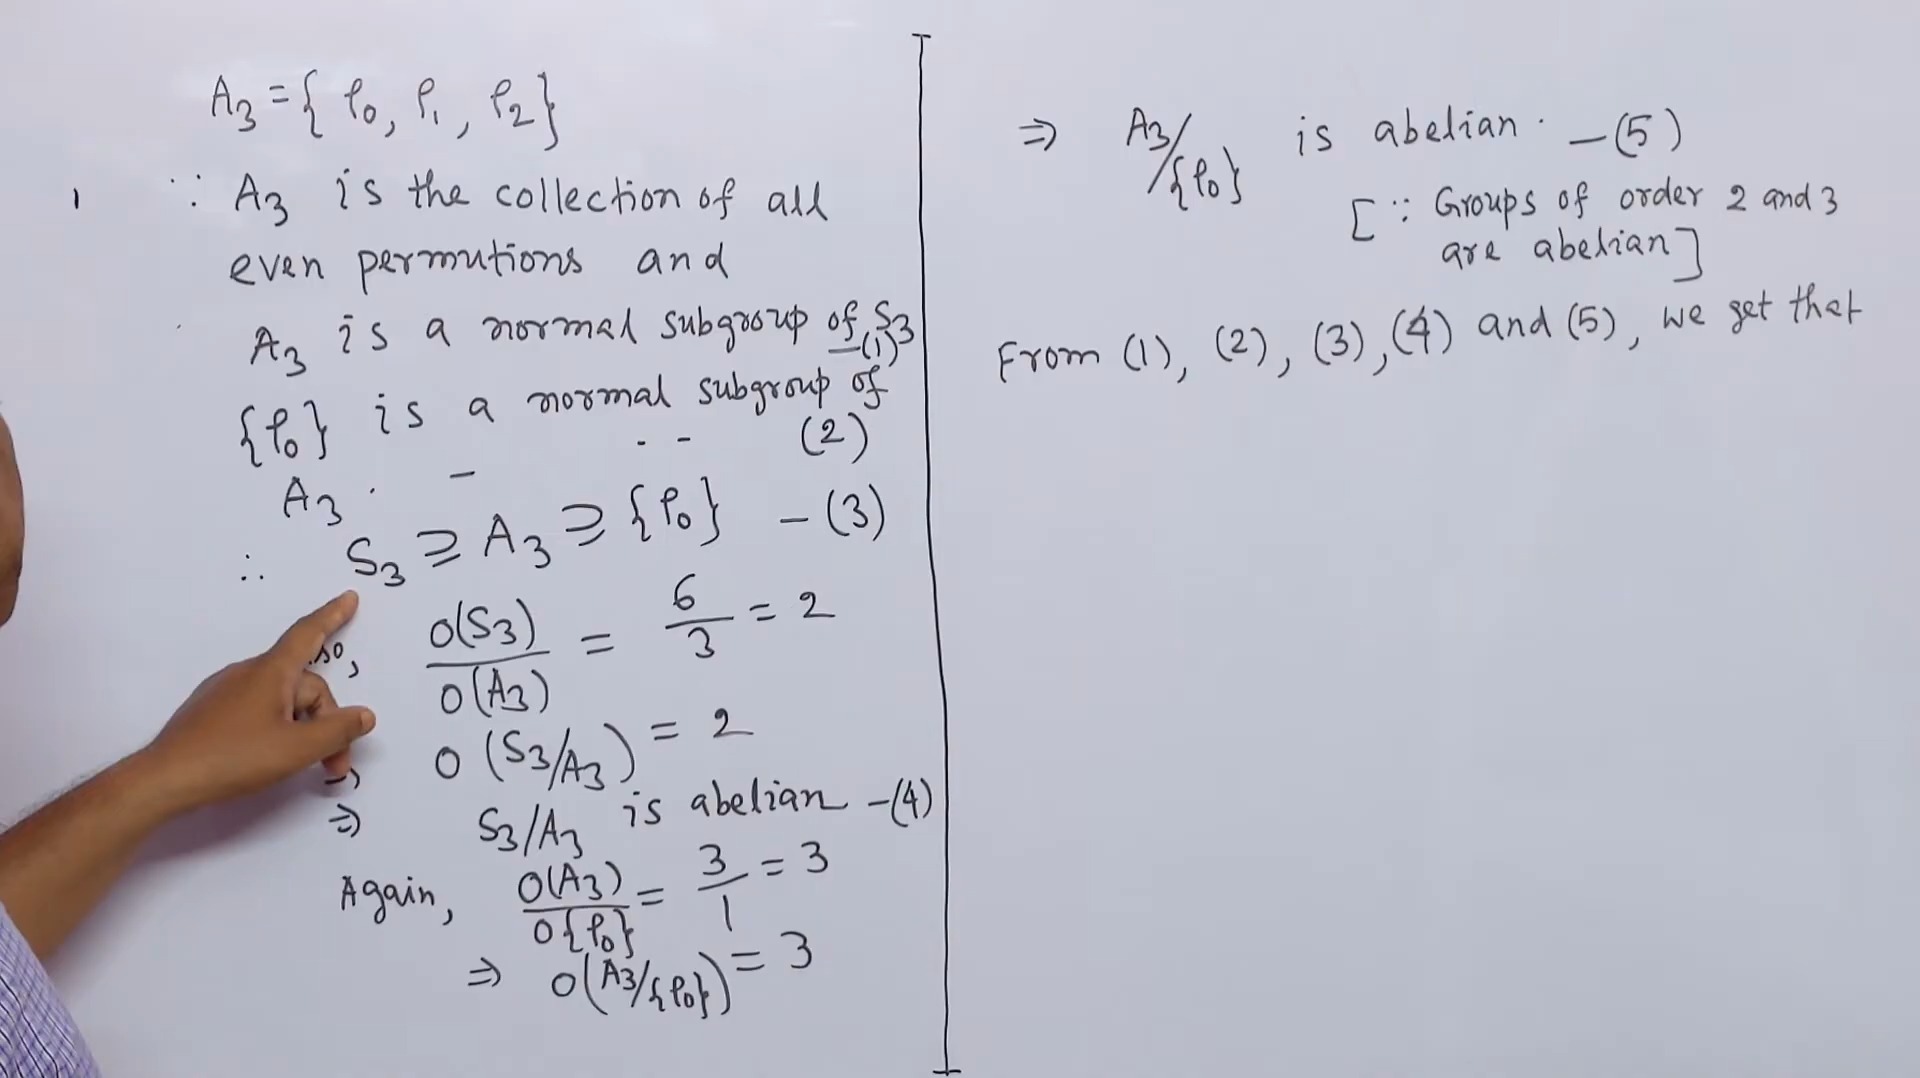 A3 = { ρ0, ρ1, ρ2}
∵ A3 is the collection of all
even permutions and
A3 is a normal subgroup of S3
—(1)
{ρ0} is a normal subgroup of
A3. - - - (2)
∴ S3 ⊇ A3 ⊇ {ρ0} —(3)
O(S3)/O(A3) = 6/3 = 2
⇒ O (S3/A3) = 2
⇒ S3/A3 is abelian —(4)
Again, O(A3)/O{ρ0} = 3/1 = 3
⇒ O(A3/{ρ0}) = 3
⇒ A3/{ρ0} is abelian. —(5)
[∵ Groups of order 2 and 3
are abelian]
From (1), (2), (3), (4) and (5), we get that